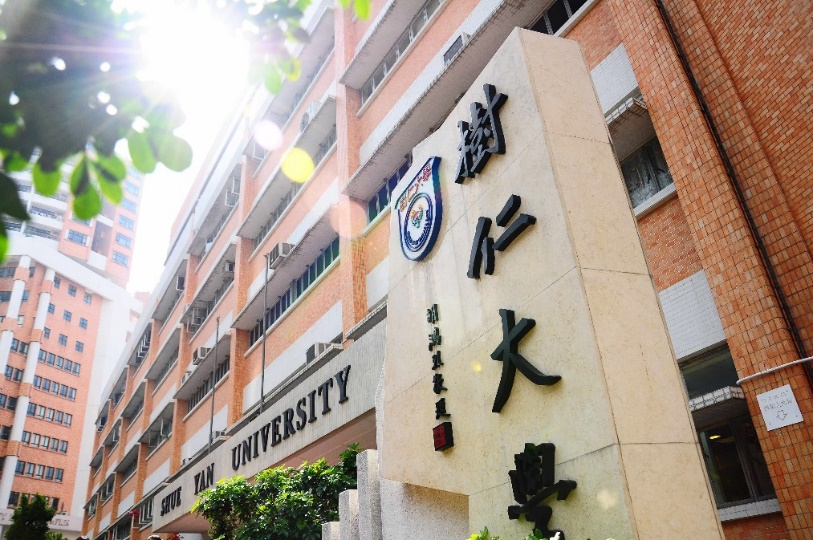 樹仁大學
SHUE YAN UNIVERSITY